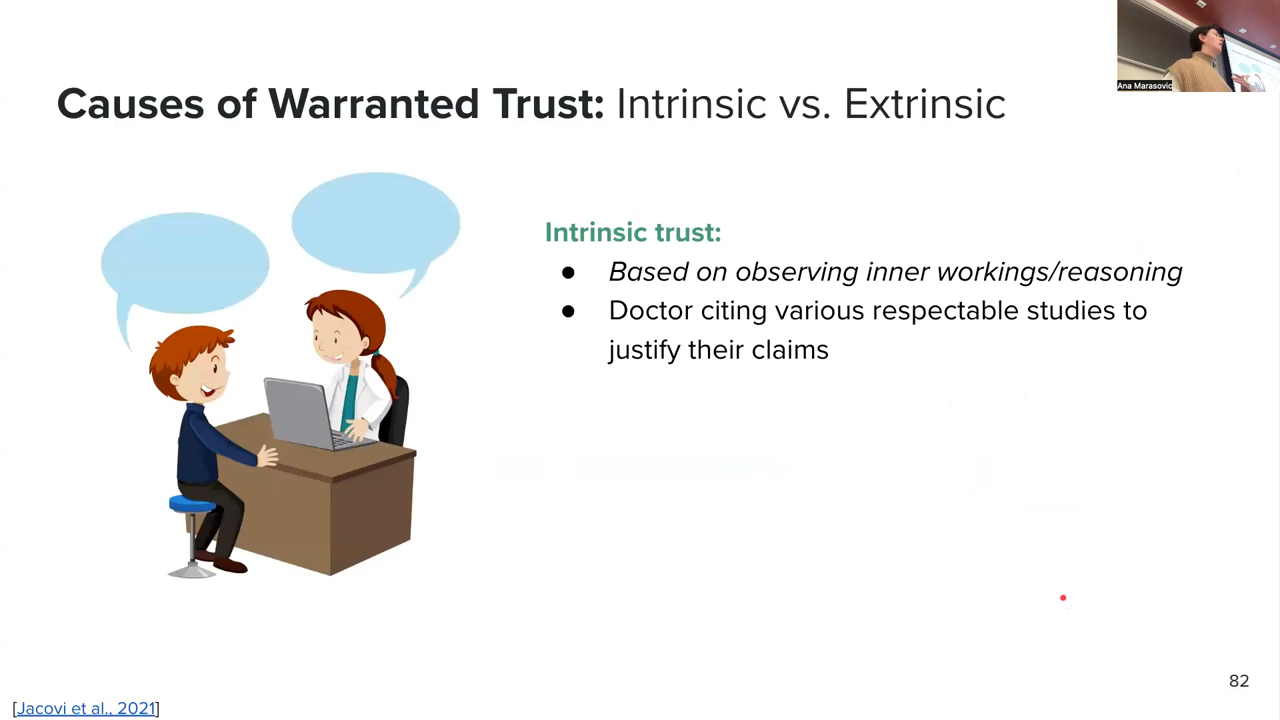 Ana Marasovic
Causes of Warranted Trust: Intrinsic vs. Extrinsic
Intrinsic trust:
● Based on observing inner workings/reasoning
● Doctor citing various respectable studies to
justify their claims
82
[Jacovi et al., 2021]